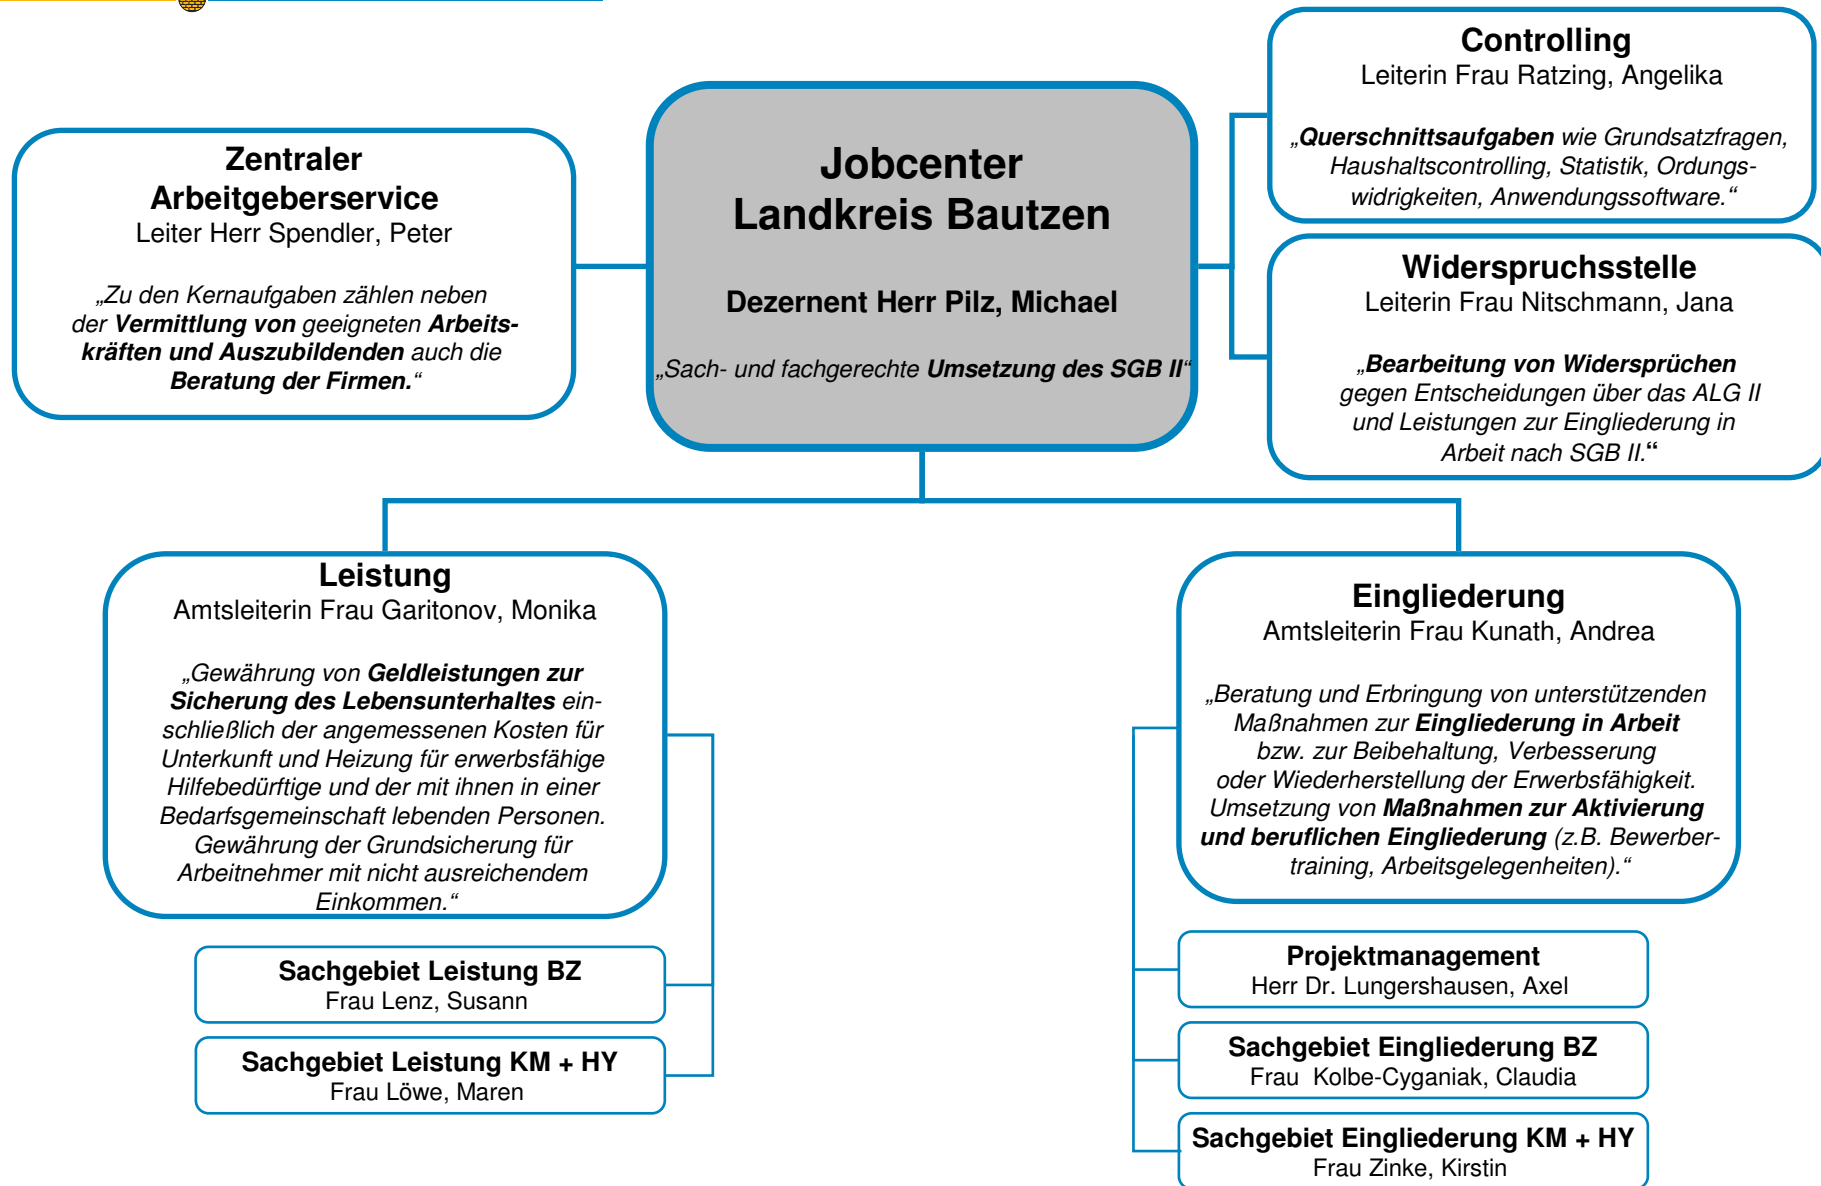 Zentraler
Arbeitgeberservice
Leiter Herr Spendler, Peter
„Zu den Kernaufgaben zählen neben
der Vermittlung von geeigneten Arbeits-
kräften und Auszubildenden auch die
Beratung der Firmen.“
Jobcenter
Landkreis Bautzen
Dezernent Herr Pilz, Michael
„Sach- und fachgerechte Umsetzung des SGB II“
Controlling
Leiterin Frau Ratzing, Angelika
„Querschnittsaufgaben wie Grundsatzfragen,
Haushaltscontrolling, Statistik, Ordungs-
widrigkeiten, Anwendungssoftware.“
Widerspruchsstelle
Leiterin Frau Nitschmann, Jana
„Bearbeitung von Widersprüchen
gegen Entscheidungen über das ALG II
und Leistungen zur Eingliederung in
Arbeit nach SGB II.“
Leistung
Amtsleiterin Frau Garitonov, Monika
„Gewährung von Geldleistungen zur
Sicherung des Lebensunterhaltes ein-
schließlich der angemessenen Kosten für
Unterkunft und Heizung für erwerbsfähige
Hilfebedürftige und der mit ihnen in einer
Bedarfsgemeinschaft lebenden Personen.
Gewährung der Grundsicherung für
Arbeitnehmer mit nicht ausreichendem
Einkommen.“
Sachgebiet Leistung BZ
Frau Lenz, Susann
Sachgebiet Leistung KM + HY
Frau Löwe, Maren
Eingliederung
Amtsleiterin Frau Kunath, Andrea
„Beratung und Erbringung von unterstützenden
Maßnahmen zur Eingliederung in Arbeit
bzw. zur Beibehaltung, Verbesserung
oder Wiederherstellung der Erwerbsfähigkeit.
Umsetzung von Maßnahmen zur Aktivierung
und beruflichen Eingliederung (z.B. Bewerber-
training, Arbeitsgelegenheiten).“
Projektmanagement
Herr Dr. Lungershausen, Axel
Sachgebiet Eingliederung BZ
Frau Kolbe-Cyganiak, Claudia
Sachgebiet Eingliederung KM + HY
Frau Zinke, Kirstin